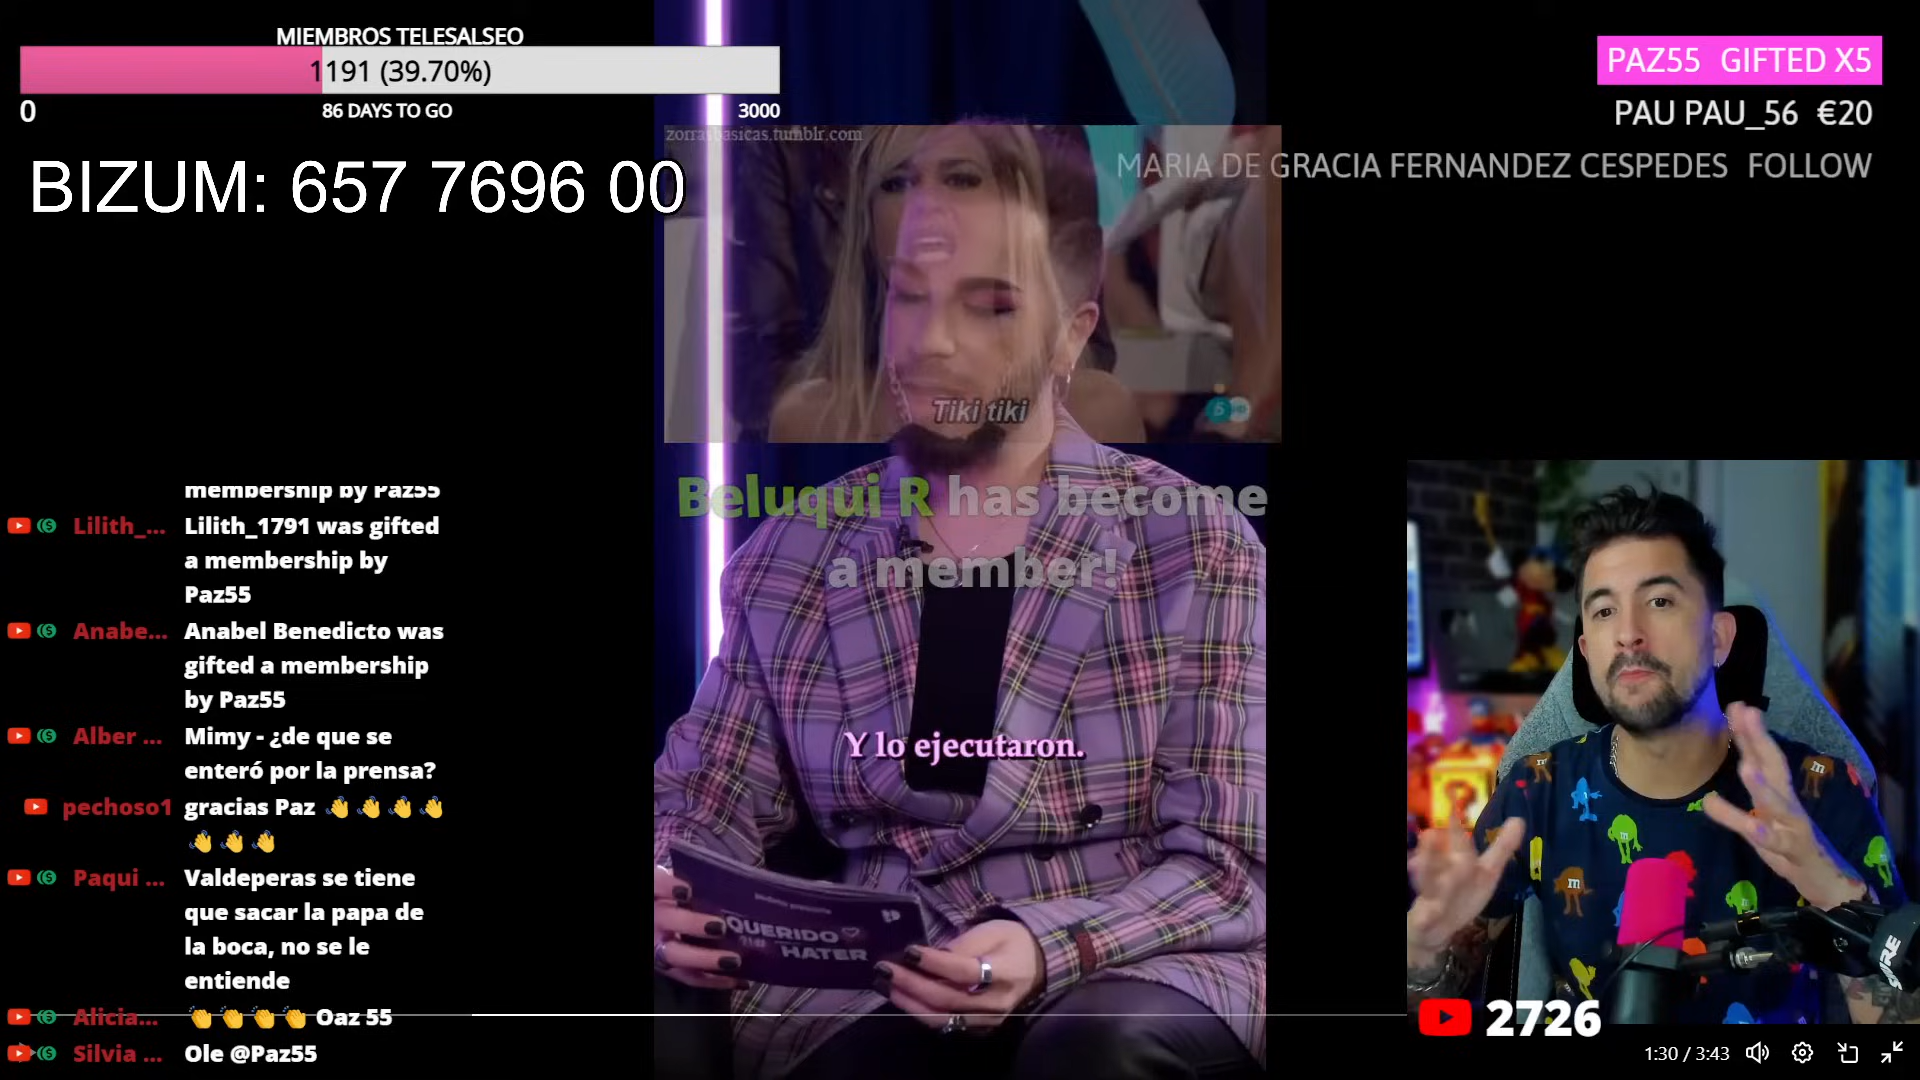 MIEMBROS TELESALSEO
1191 (39.70%)
0
86 DAYS TO GO
3000
BIZUM: 657 7696 00
PAZ55 GIFTED X5
PAU PAU_56 €20
MARIA DE GRACIA FERNANDEZ CESPEDES FOLLOW
zorrasbasicas.tumblr.com
Tiki tiki
5
Beluqui R has become
a member!
Y lo ejecutaron.
QUERIDO
HATER
membership by Paz55
Lilith_... Lilith_1791 was gifted
a membership by
Paz55
Anabe... Anabel Benedicto was
gifted a membership
by Paz55
Alber ... Mimy - ¿de que se
enteró por la prensa?
pechoso1 gracias Paz 👋👋👋👋
👋👋👋
Paqui ... Valdeperas se tiene
que sacar la papa de
la boca, no se le
entiende
Alicia... 👏👏👏👏 Oaz 55
Silvia ... Ole @Paz55
m
m
m
m
SHURE
2726
1:30 / 3:43